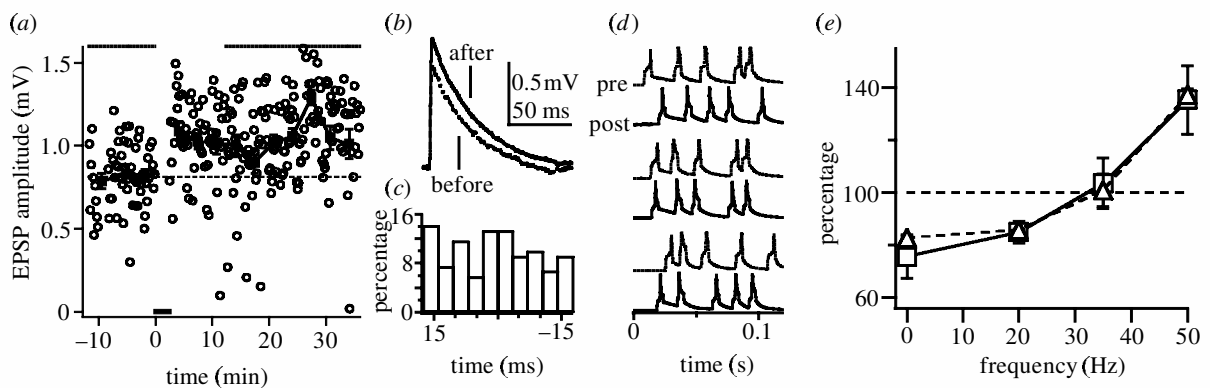 (a)
EPSP amplitude (mV)
1.5
1.0
0.5
0
−10 0 10 20 30
time (min)
(b)
after
0.5 mV
50 ms
before
(c)
percentage
16
8
0
15 −15
time (ms)
(d)
pre
post
0 0.1
time (s)
(e)
percentage
140
100
60
0 10 20 30 40 50
frequency (Hz)